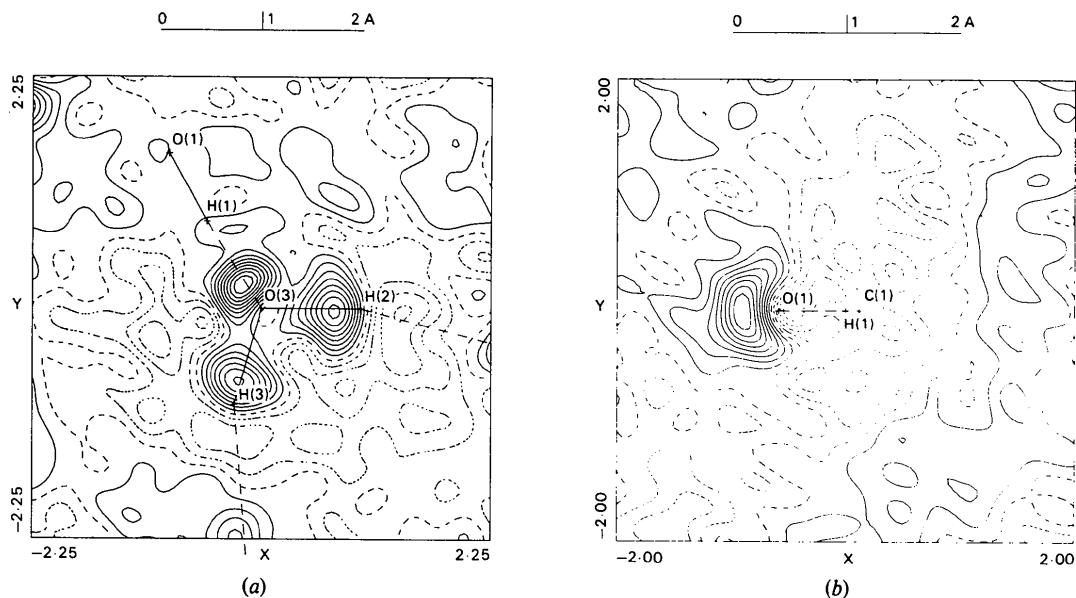 0 1 2 A
2·25
O(1)
H(1)
Y
O(3)
H(2)
H(3)
−2·25
−2·25 X 2·25
(a)
0 1 2 A
2·00
Y
O(1) C(1)
H(1)
−2·00
−2·00 X 2·00
(b)